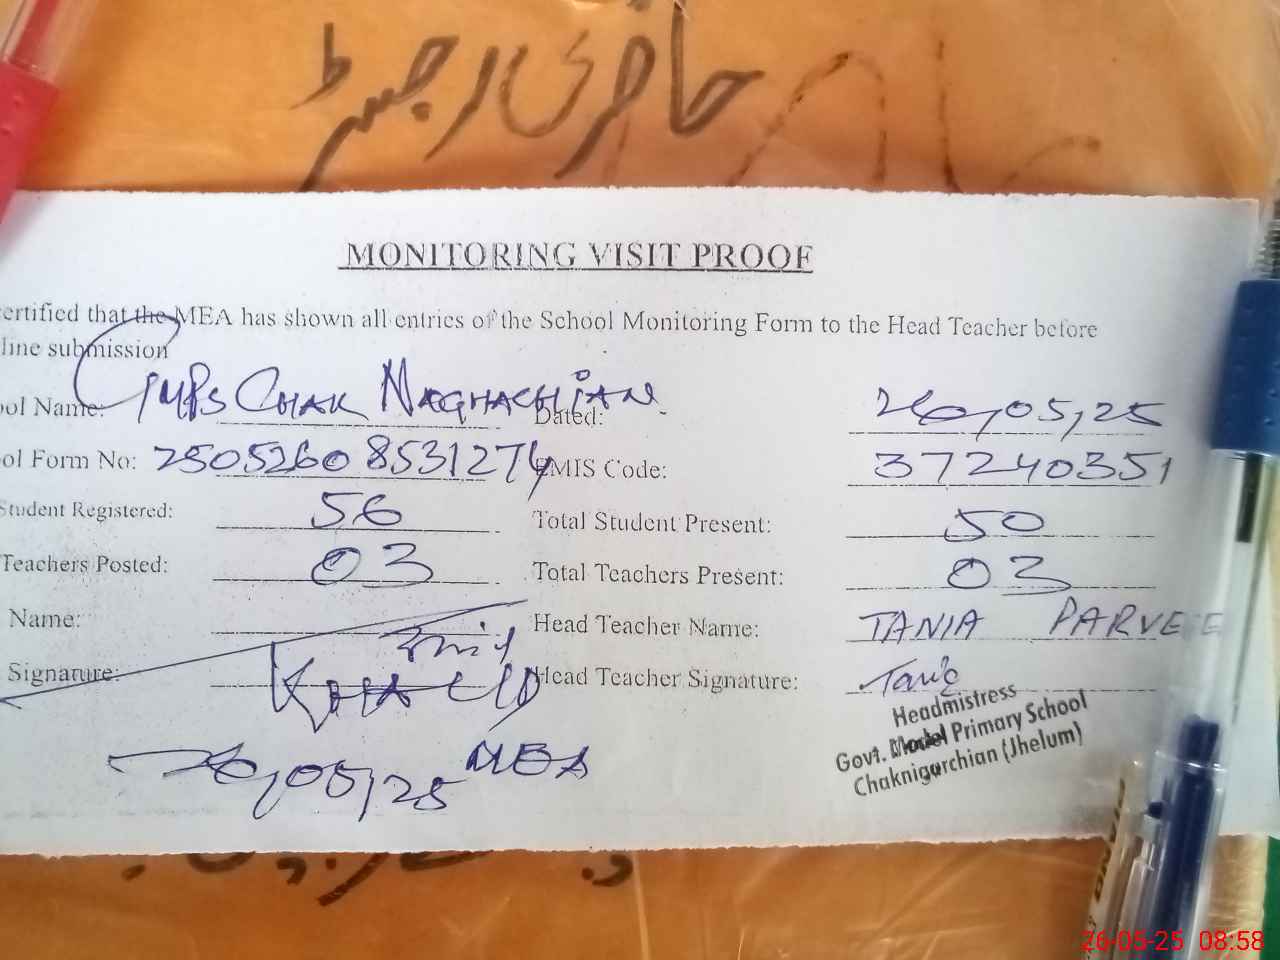 حاضری رجسٹر
MONITORING VISIT PROOF
ertified that the MEA has shown all entries of the School Monitoring Form to the Head Teacher before
line submission
ool Name: GMPS CHAK NAGHACHIAN Dated: 26,05,25
ol Form No: 25052608531274 EMIS Code: 37240351
Student Registered: 56 Total Student Present: 50
Teachers Posted: 03 Total Teachers Present: 03
Name: Head Teacher Name: TANIA PARVEE
Signature: KHALID Head Teacher Signature:
Headmistress
Govt. Model Primary School
Chaknigurchian (Jhelum)
26,05,25 MEA
26-05-25 08:58